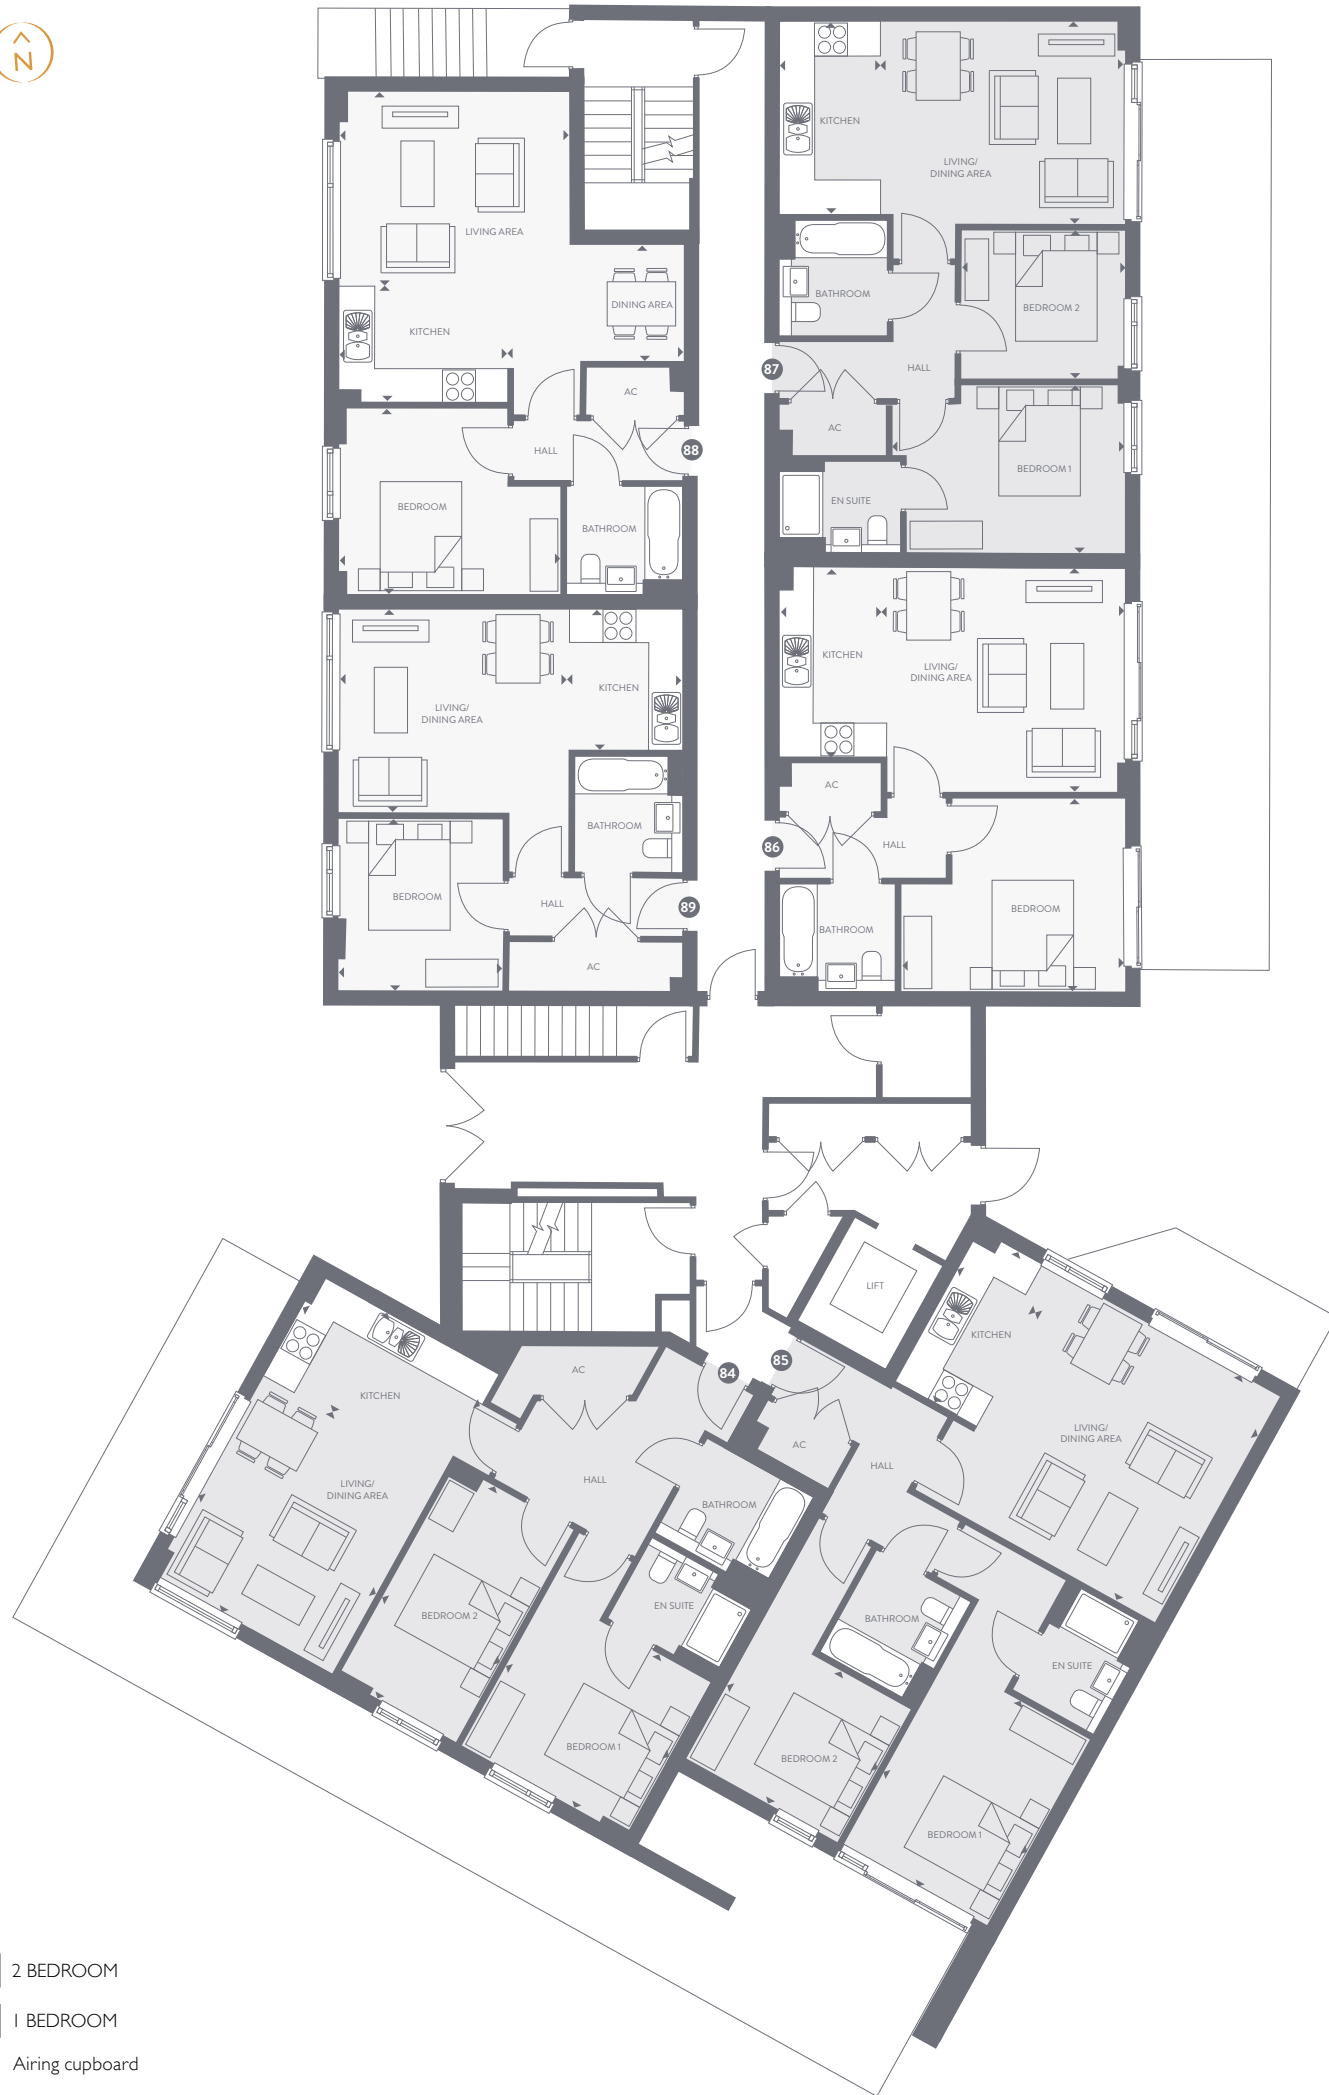 N
KITCHEN
LIVING/
DINING AREA
BATHROOM
BEDROOM 2
87
HALL
AC
BEDROOM 1
EN SUITE
LIVING AREA
DINING AREA
KITCHEN
AC
HALL
88
BEDROOM
BATHROOM
KITCHEN
LIVING/
DINING AREA
AC
86
HALL
BEDROOM
BATHROOM
KITCHEN
LIVING/
DINING AREA
BATHROOM
BEDROOM
HALL
89
AC
LIFT
KITCHEN
LIVING/
DINING AREA
AC
84
HALL
BATHROOM
BEDROOM 2
EN SUITE
BEDROOM 1
85
AC
HALL
KITCHEN
LIVING/
DINING AREA
BATHROOM
EN SUITE
BEDROOM 2
BEDROOM 1
2 BEDROOM
1 BEDROOM
Airing cupboard